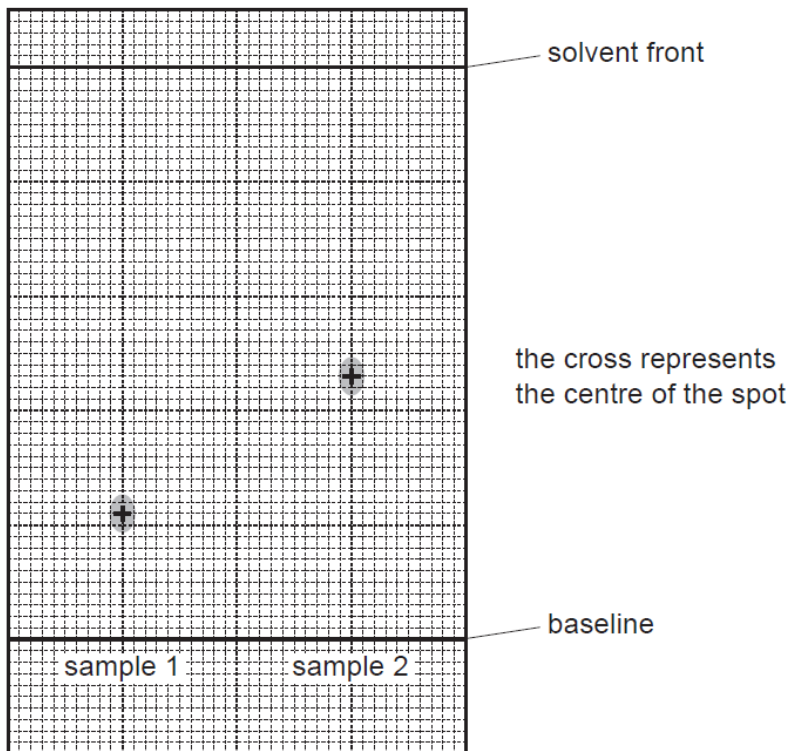 solvent front
the cross represents
the centre of the spot
baseline
sample 1
sample 2